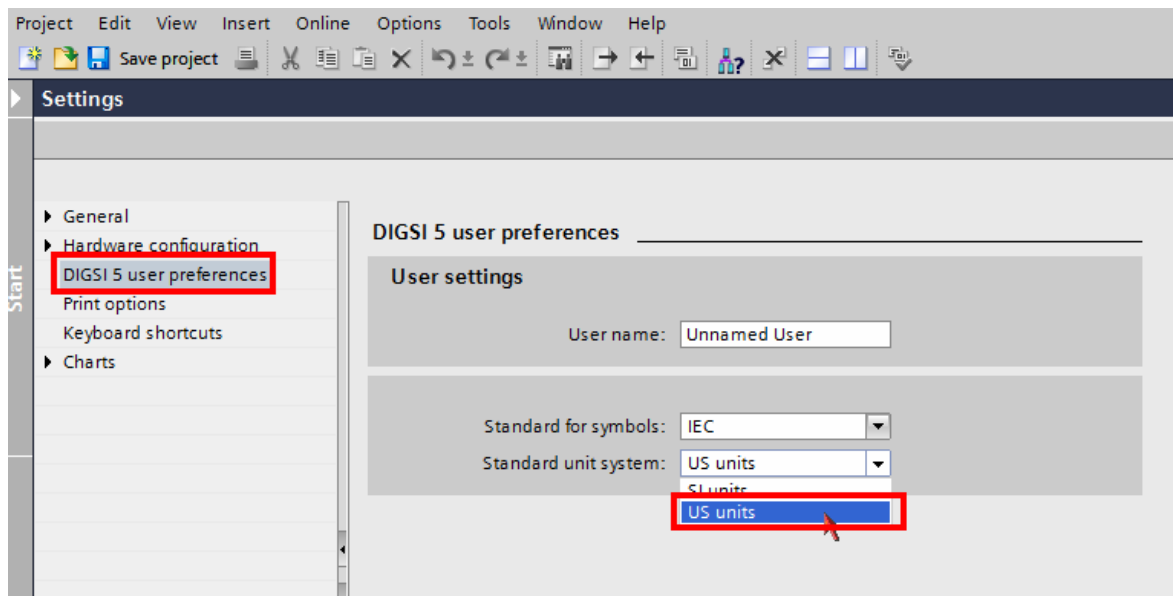 Project Edit View Insert Online Options Tools Window Help
Save project
Settings
Start
General
Hardware configuration
DIGSI 5 user preferences
Print options
Keyboard shortcuts
Charts
DIGSI 5 user preferences
User settings
User name: Unnamed User
Standard for symbols: IEC
Standard unit system: US units
SI units
US units